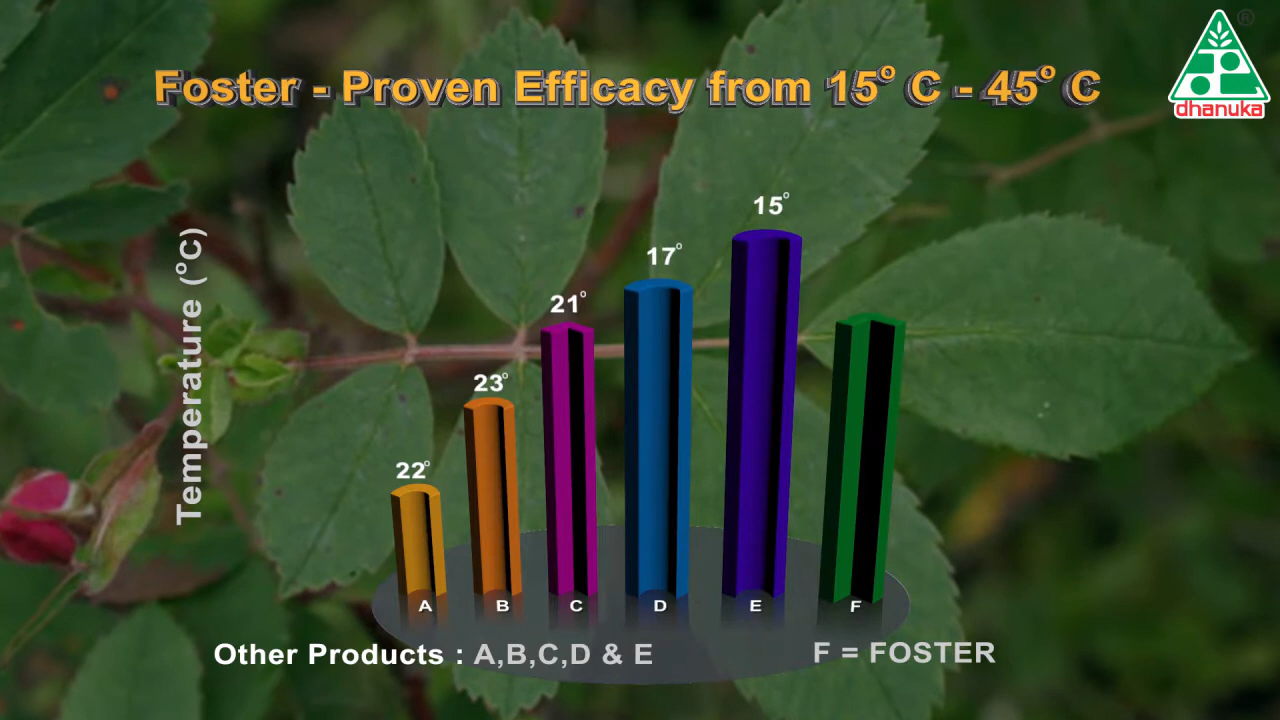 Foster - Proven Efficacy from 15° C - 45° C
®
dhanuka
Temperature (°C)
22°
23°
21°
17°
15°
A
B
C
D
E
F
Other Products : A,B,C,D & E
F = FOSTER